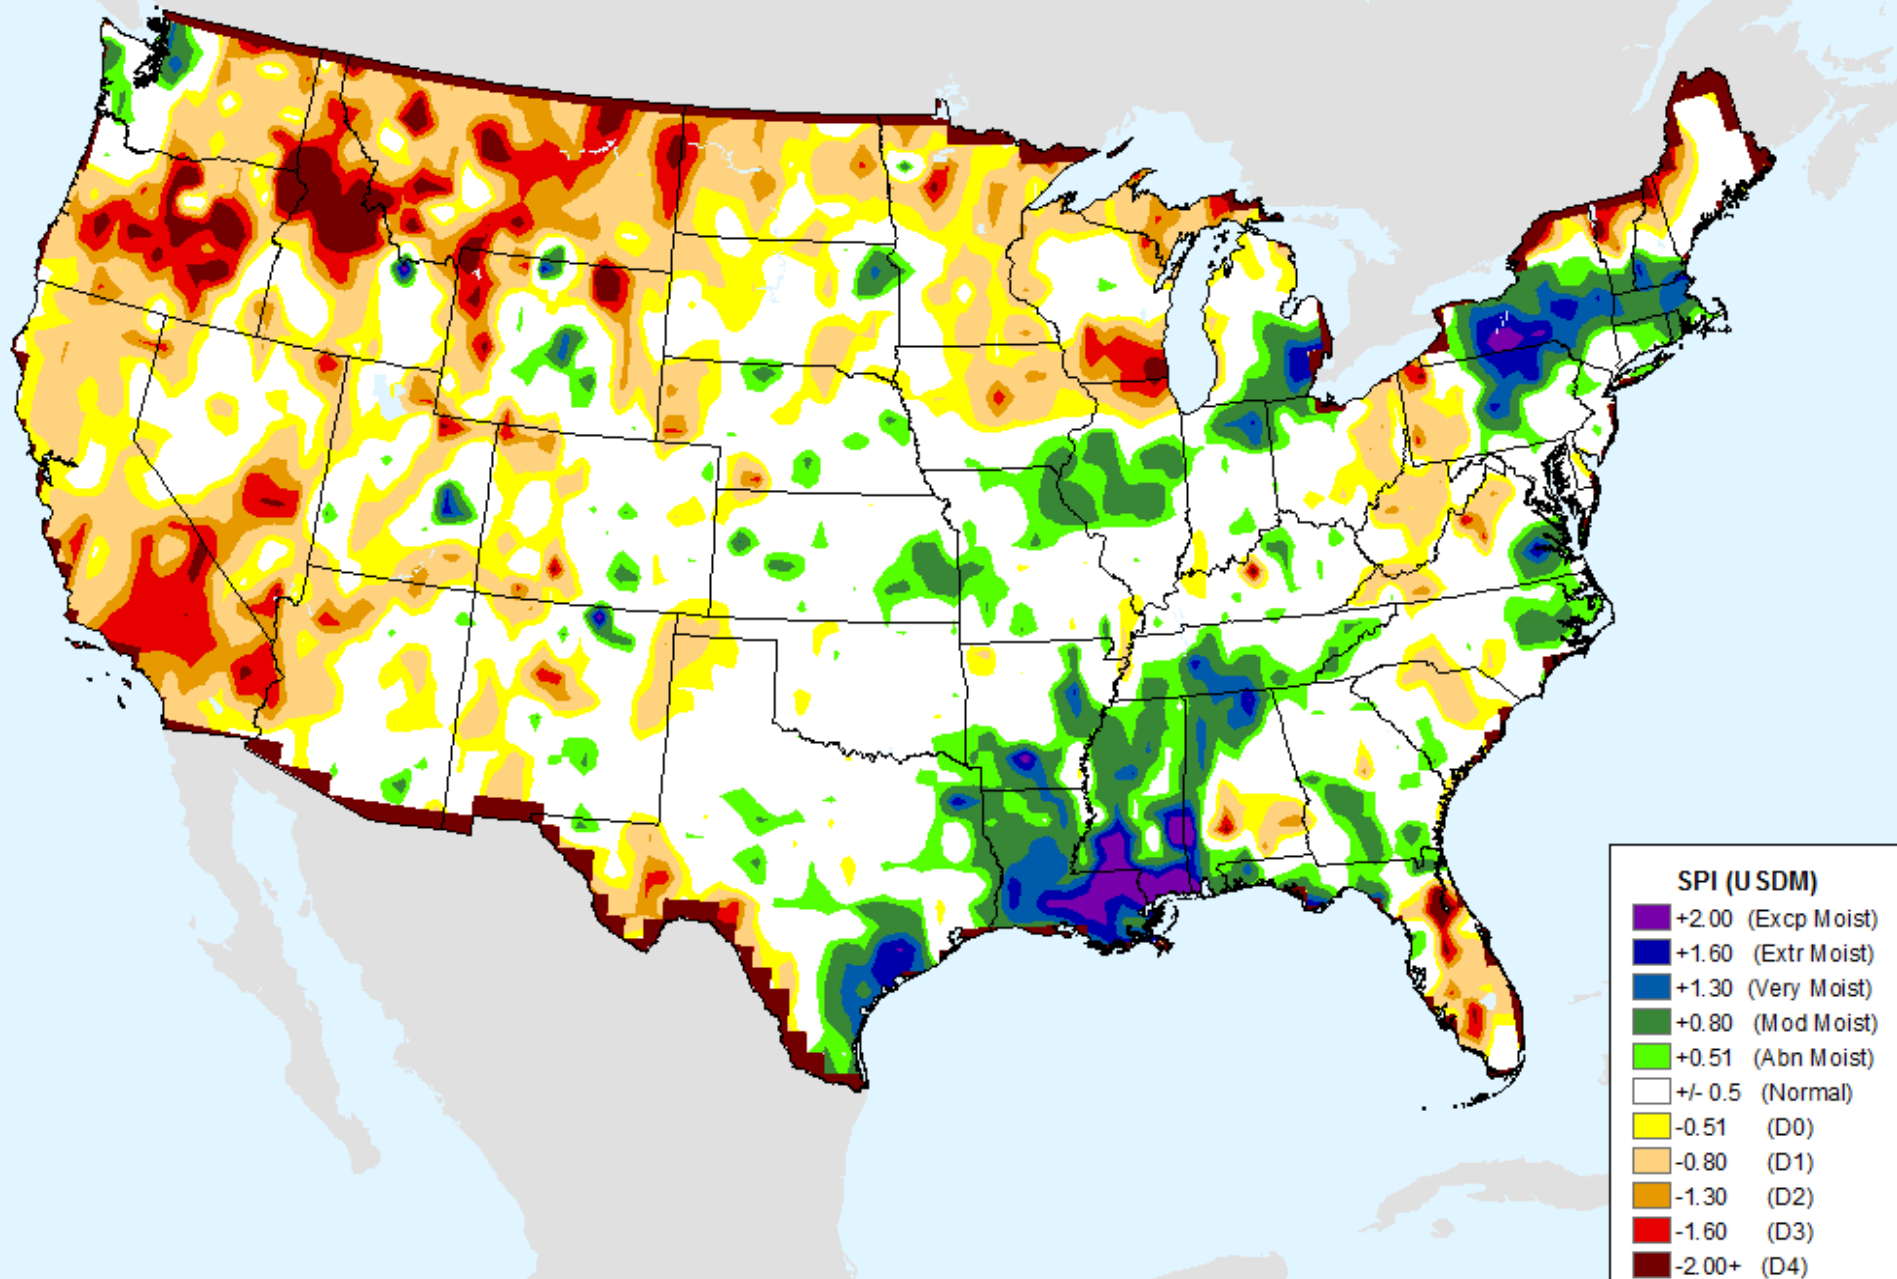 SPI (USDM)
+2.00 (Excp Moist)
+1.60 (Extr Moist)
+1.30 (Very Moist)
+0.80 (Mod Moist)
+0.51 (Abn Moist)
+/- 0.5 (Normal)
-0.51 (D0)
-0.80 (D1)
-1.30 (D2)
-1.60 (D3)
-2.00+ (D4)